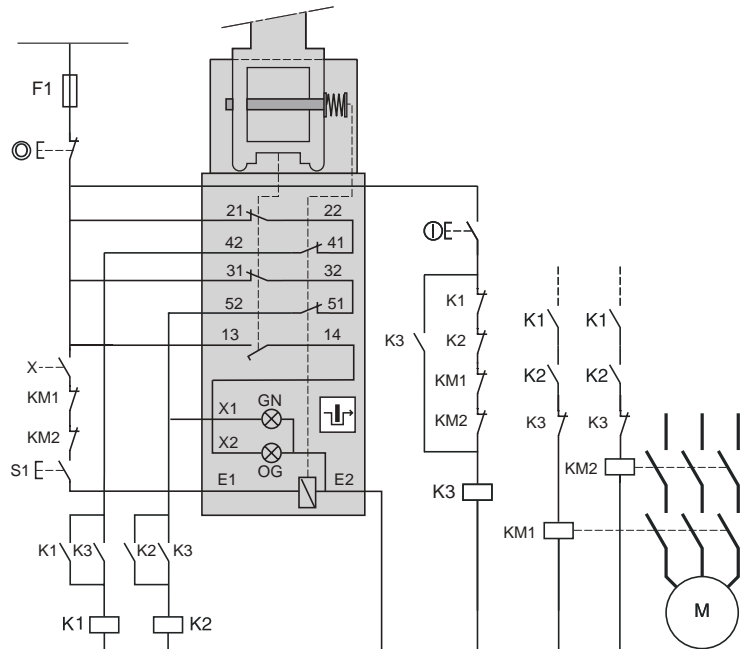 F1
21 22
42 41
31 32
52 51
13 14
X1 GN
X2 OG
E1 E2
X
KM1
KM2
S1
K1 K3 K2 K3
K1 K2
K3
K1
K2
KM1
KM2
K3
K1 K1
K2 K2
K3 K3
KM2
KM1
M